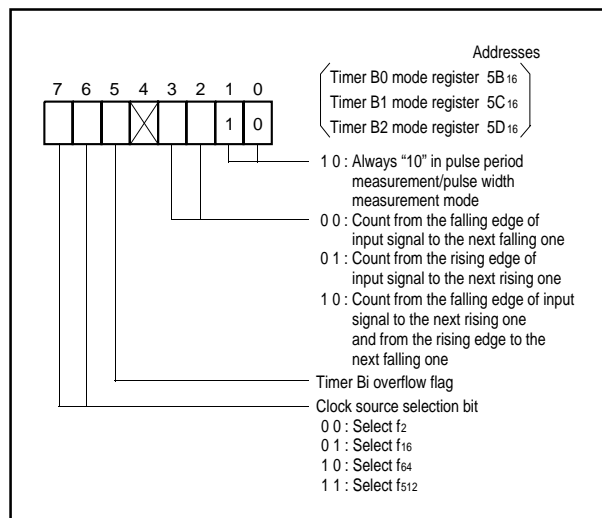 Addresses
Timer B0 mode register 5B16
Timer B1 mode register 5C16
Timer B2 mode register 5D16
7 6 5 4 3 2 1 0
1 0
1 0 : Always “10” in pulse period
measurement/pulse width
measurement mode
0 0 : Count from the falling edge of
input signal to the next falling one
0 1 : Count from the rising edge of
input signal to the next rising one
1 0 : Count from the falling edge of input
signal to the next rising one
and from the rising edge to the
next falling one
Timer Bi overflow flag
Clock source selection bit
0 0 : Select f2
0 1 : Select f16
1 0 : Select f64
1 1 : Select f512